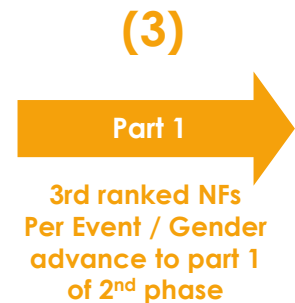 (3)
Part 1
3rd ranked NFs
Per Event / Gender
advance to part 1
of 2nd phase